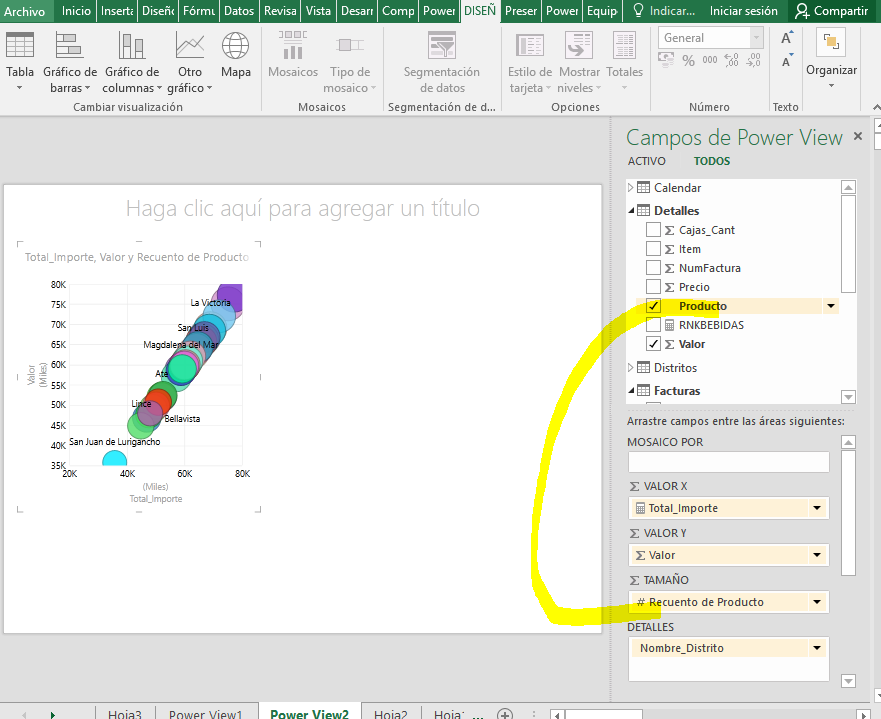 Archivo Inicio Inserta Diseño Fórmu Datos Revisa Vista Desarr Comp Power DISEÑ Power Equip Indicar... Iniciar sesión Compartir
Tabla
Gráfico de barras
Gráfico de columnas
Otro gráfico
Mapa
Mosaicos
Tipo de mosaico
Segmentación de datos
Estilo de tarjeta
Mostrar niveles
Totales
General
% 000
Organizar
Cambiar visualización
Mosaicos
Segmentación de d...
Opciones
Número
Texto
Haga clic aquí para agregar un título
Total_Importe, Valor y Recuento de Producto
80K
75K
70K
65K
60K
55K
50K
45K
40K
35K
Valor
(Miles)
La Victoria
San Luis
Magdalena del Mar
Ate
Lince
Bellavista
San Juan de Lurigancho
20K 40K 60K 80K
(Miles)
Total_Importe
Campos de Power View
ACTIVO TODOS
Calendar
Detalles
Σ Cajas_Cant
Σ Item
Σ NumFactura
Σ Precio
Producto
RNKBEBIDAS
Σ Valor
Distritos
Facturas
Arrastre campos entre las áreas siguientes:
MOSAICO POR
Σ VALOR X
Total_Importe
Σ VALOR Y
Σ Valor
Σ TAMAÑO
# Recuento de Producto
DETALLES
Nombre_Distrito
Hoja3 Power View1 Power View2 Hoja2 ...